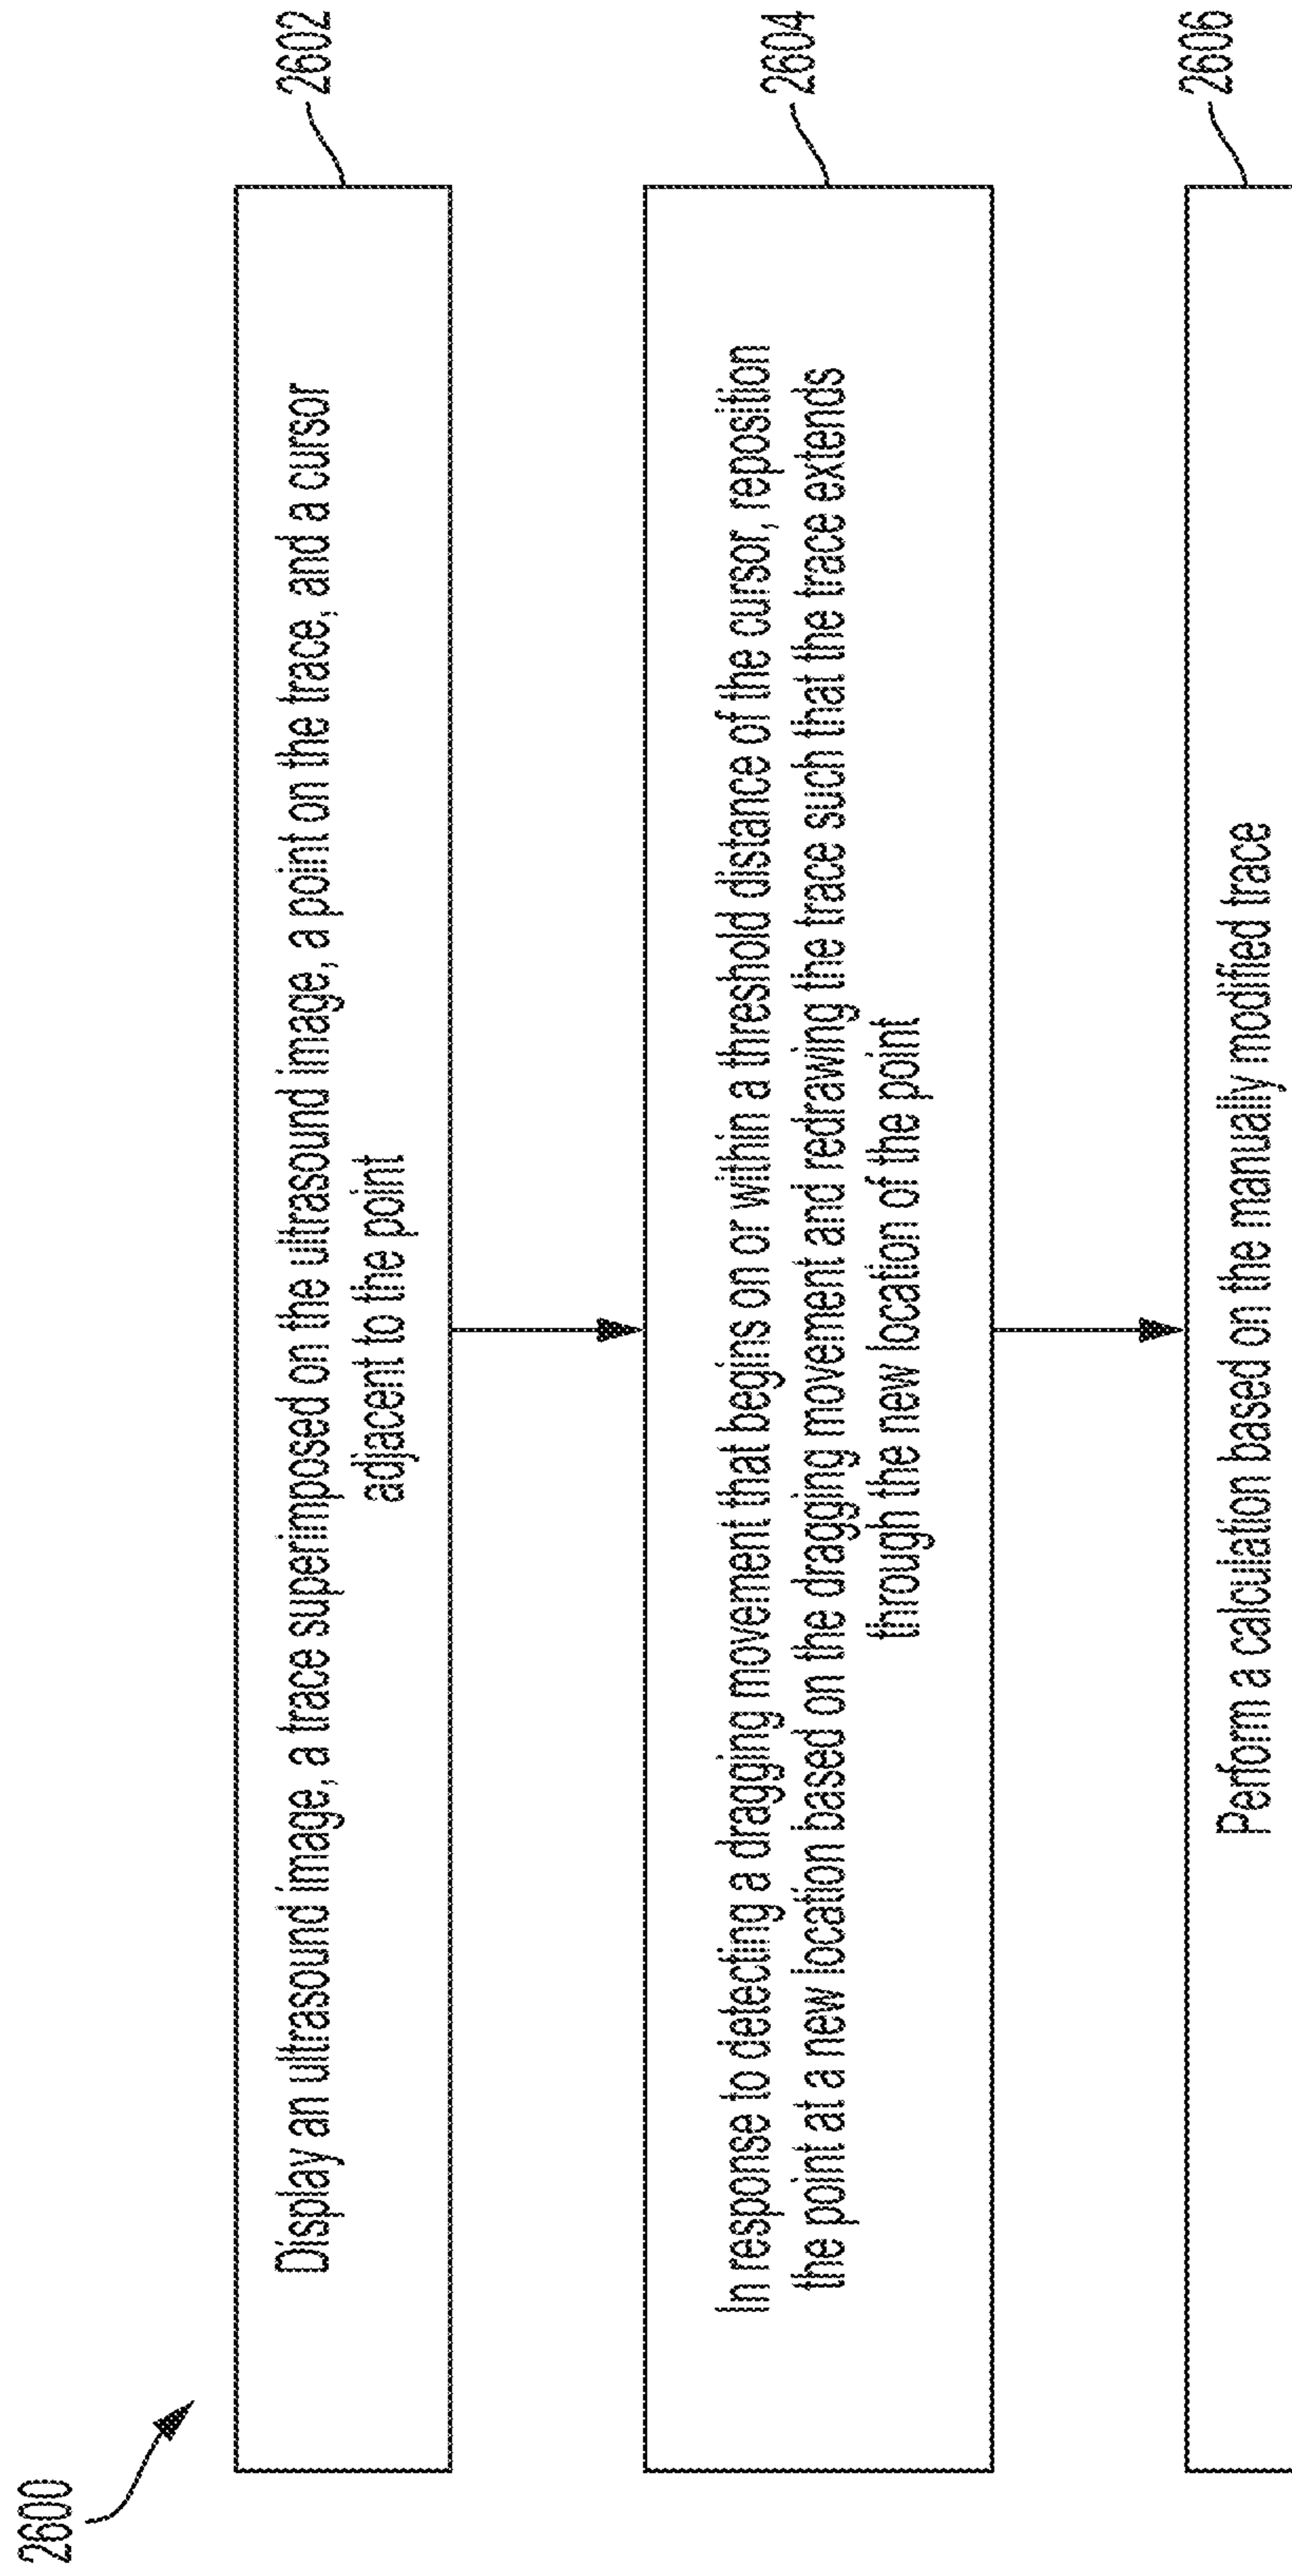 2600
Display an ultrasound image, a trace superimposed on the ultrasound image, a point on the trace, and a cursor
adjacent to the point
2602
In response to detecting a dragging movement that begins on or within a threshold distance of the cursor, reposition
the point at a new location based on the dragging movement and redrawing the trace such that the trace extends
through the new location of the point
2604
Perform a calculation based on the manually modified trace
2606